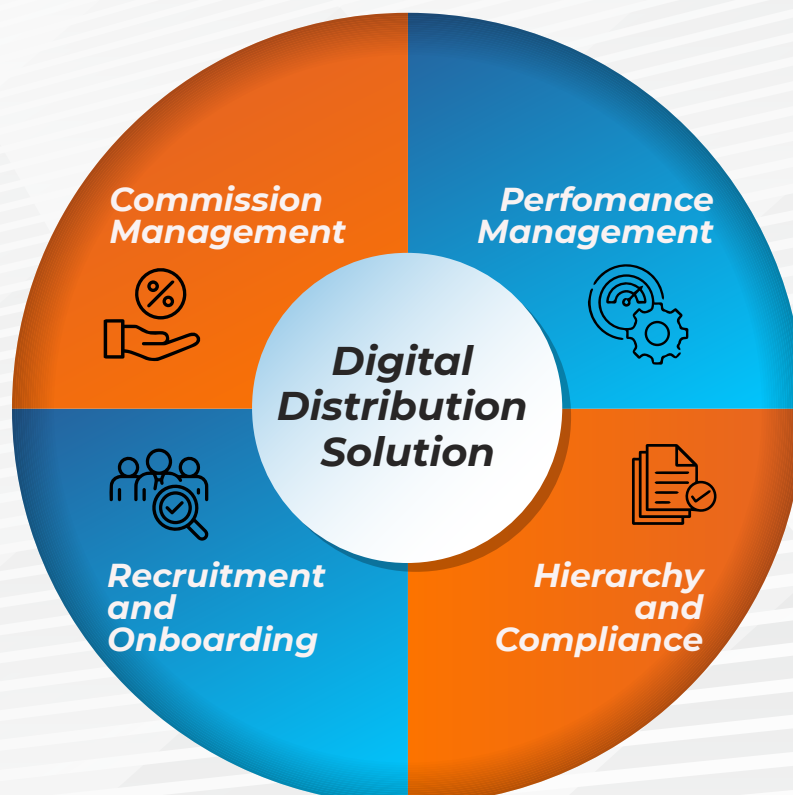 Commission
Management
Perfomance
Management
Digital
Distribution
Solution
Recruitment
and
Onboarding
Hierarchy
and
Compliance